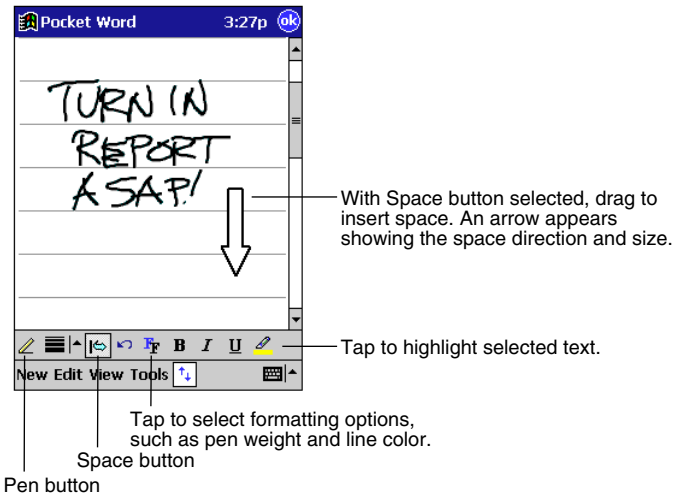 Pocket Word 3:27p ok
TURN IN
REPORT
ASAP!
With Space button selected, drag to
insert space. An arrow appears
showing the space direction and size.
B I U
Tap to highlight selected text.
New Edit View Tools
Tap to select formatting options,
such as pen weight and line color.
Space button
Pen button